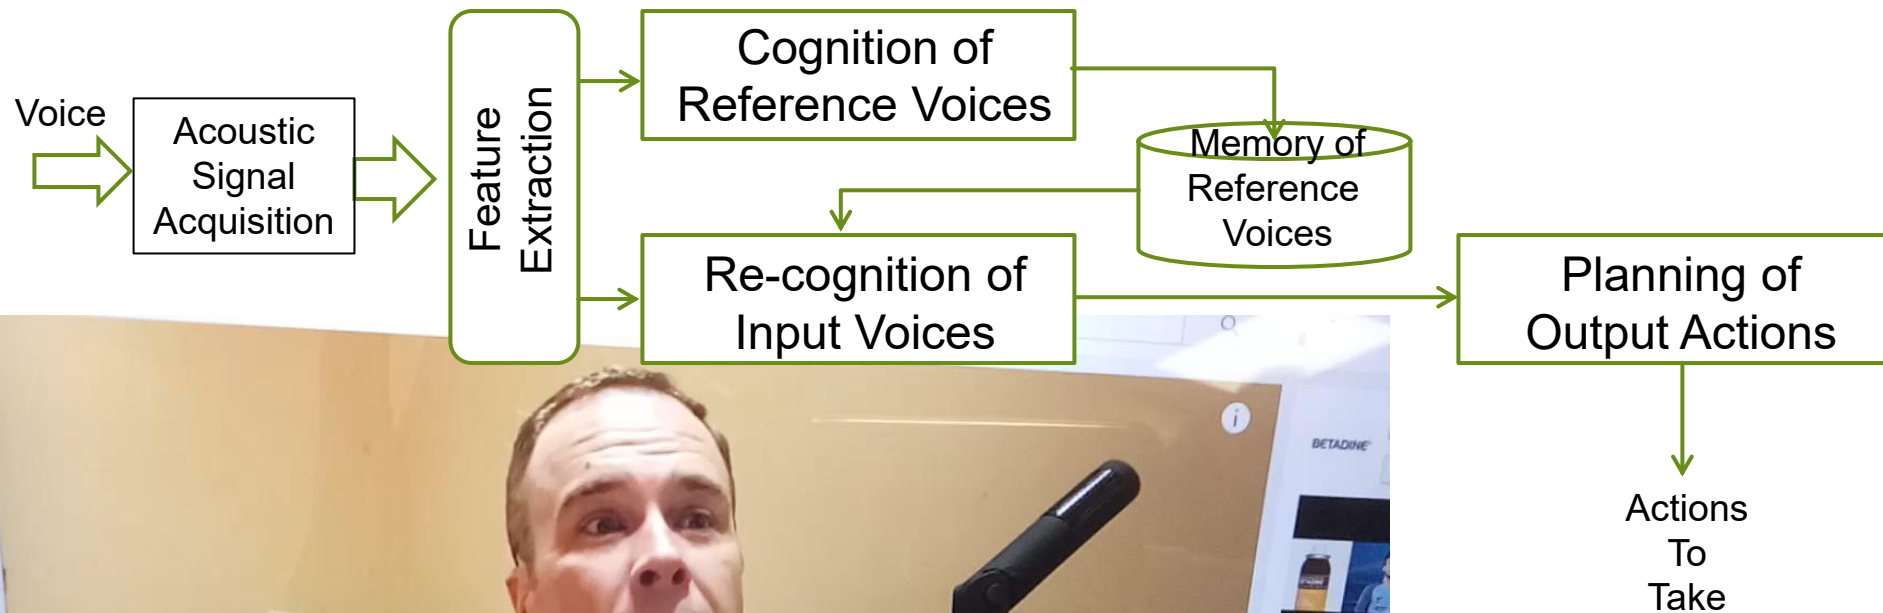 Voice
Acoustic
Signal
Acquisition
Feature
Extraction
Cognition of
Reference Voices
Memory of
Reference
Voices
Re-cognition of
Input Voices
Planning of
Output Actions
Actions
To
Take
i
BETADINE